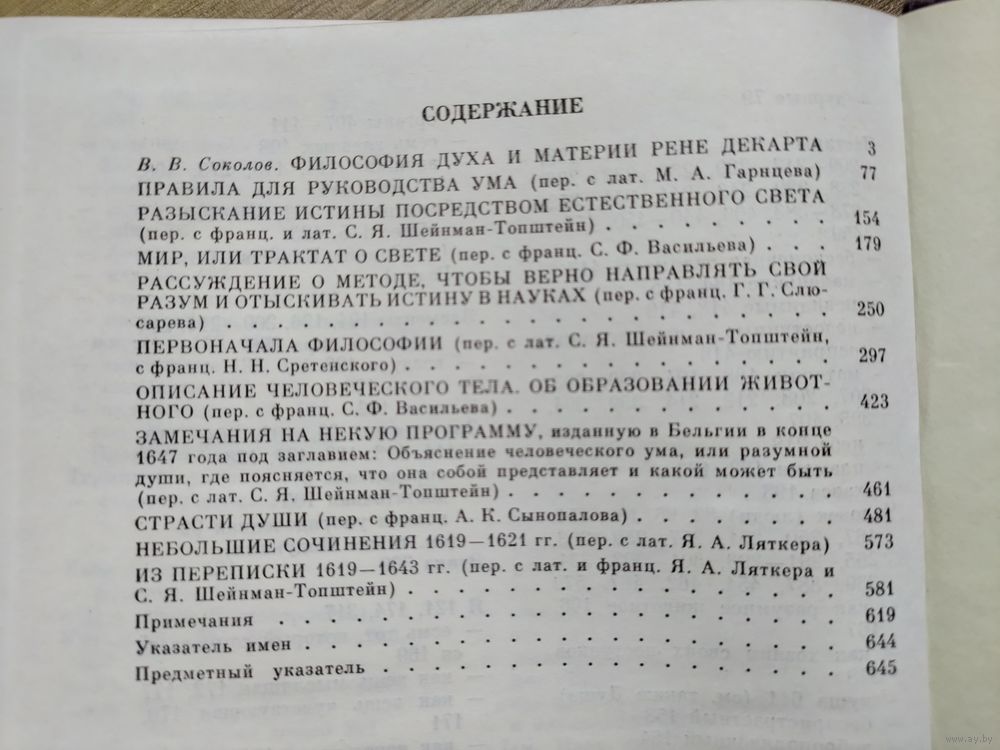 СОДЕРЖАНИЕ
В. В. Соколов. ФИЛОСОФИЯ ДУХА И МАТЕРИИ РЕНЕ ДЕКАРТА 3
ПРАВИЛА ДЛЯ РУКОВОДСТВА УМА (пер. с лат. М. А. Гарнцева) 77
РАЗЫСКАНИЕ ИСТИНЫ ПОСРЕДСТВОМ ЕСТЕСТВЕННОГО СВЕТА
(пер. с франц. и лат. С. Я. Шейнман-Топштейн) . . . . . . . . 154
МИР, ИЛИ ТРАКТАТ О СВЕТЕ (пер. с франц. С. Ф. Васильева) . . . 179
РАССУЖДЕНИЕ О МЕТОДЕ, ЧТОБЫ ВЕРНО НАПРАВЛЯТЬ СВОЙ
РАЗУМ И ОТЫСКИВАТЬ ИСТИНУ В НАУКАХ (пер. с франц. Г. Г. Слю-
сарева) . . . . . . . . . . . . . . . . . . . . . . . 250
ПЕРВОНАЧАЛА ФИЛОСОФИИ (пер. с лат. С. Я. Шейнман-Топштейн,
с франц. Н. Н. Сретенского) . . . . . . . . . . . . . . . 297
ОПИСАНИЕ ЧЕЛОВЕЧЕСКОГО ТЕЛА. ОБ ОБРАЗОВАНИИ ЖИВОТ-
НОГО (пер. с франц. С. Ф. Васильева) . . . . . . . . . . . . 423
ЗАМЕЧАНИЯ НА НЕКУЮ ПРОГРАММУ, изданную в Бельгии в конце
1647 года под заглавием: Объяснение человеческого ума, или разумной
души, где поясняется, что она собой представляет и какой может быть
(пер. с лат. С. Я. Шейнман-Топштейн) . . . . . . . . . . . . 461
СТРАСТИ ДУШИ (пер. с франц. А. К. Сынопалова) . . . . . . . 481
НЕБОЛЬШИЕ СОЧИНЕНИЯ 1619—1621 гг. (пер. с лат. Я. А. Ляткера) 573
ИЗ ПЕРЕПИСКИ 1619—1643 гг. (пер. с лат. и франц. Я. А. Ляткера и
С. Я. Шейнман-Топштейн) . . . . . . . . . . . . . . . . 581
Примечания . . . . . . . . . . . . . . . . . . . . . 619
Указатель имен . . . . . . . . . . . . . . . . . . . . 644
Предметный указатель . . . . . . . . . . . . . . . . . 645
www.ay.by